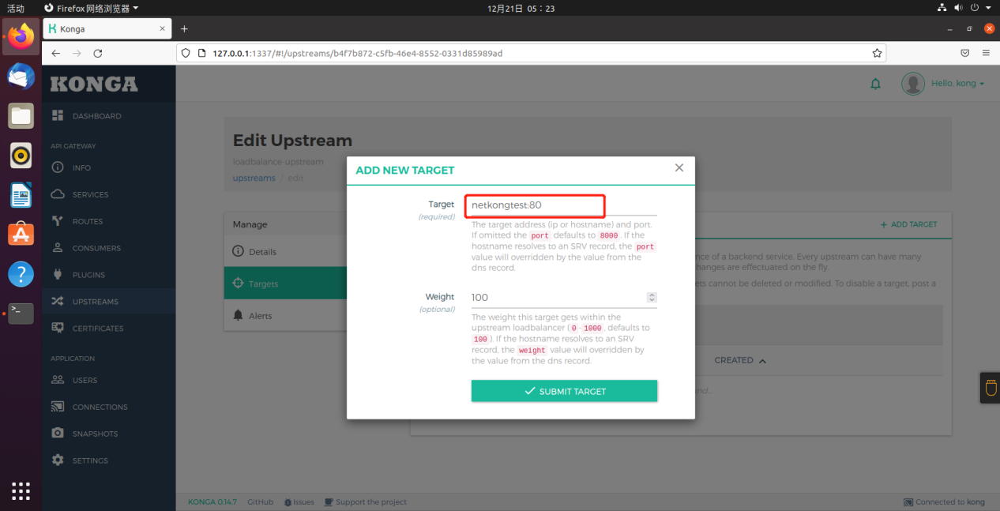 活动
Firefox 网络浏览器
12月21日 05：23
Konga
127.0.0.1:1337/#!/upstreams/b4f7b872-c5fb-46e4-8552-0331d85989ad
KONGA
Hello, kong
DASHBOARD
API GATEWAY
INFO
SERVICES
ROUTES
CONSUMERS
PLUGINS
UPSTREAMS
CERTIFICATES
APPLICATION
USERS
CONNECTIONS
SNAPSHOTS
SETTINGS
Edit Upstream
loadbalance-upstream
upstreams / edit
Manage
Details
Targets
Alerts
+ ADD TARGET
nce of a backend service. Every upstream can have many
hanges are effectuated on the fly.
ets cannot be deleted or modified. To disable a target, post a
CREATED
nd...
ADD NEW TARGET
Target
(required)
netkongtest:80
The target address (ip or hostname) and port.
If omitted the port defaults to 8000. If the
hostname resolves to an SRV record, the port
value will overridden by the value from the
dns record.
Weight
(optional)
100
The weight this target gets within the
upstream loadbalancer (0-1000, defaults to
100). If the hostname resolves to an SRV
record, the weight value will overridden by
the value from the dns record.
SUBMIT TARGET
KONGA 0.14.7
GitHub
Issues
Support the project
Connected to kong